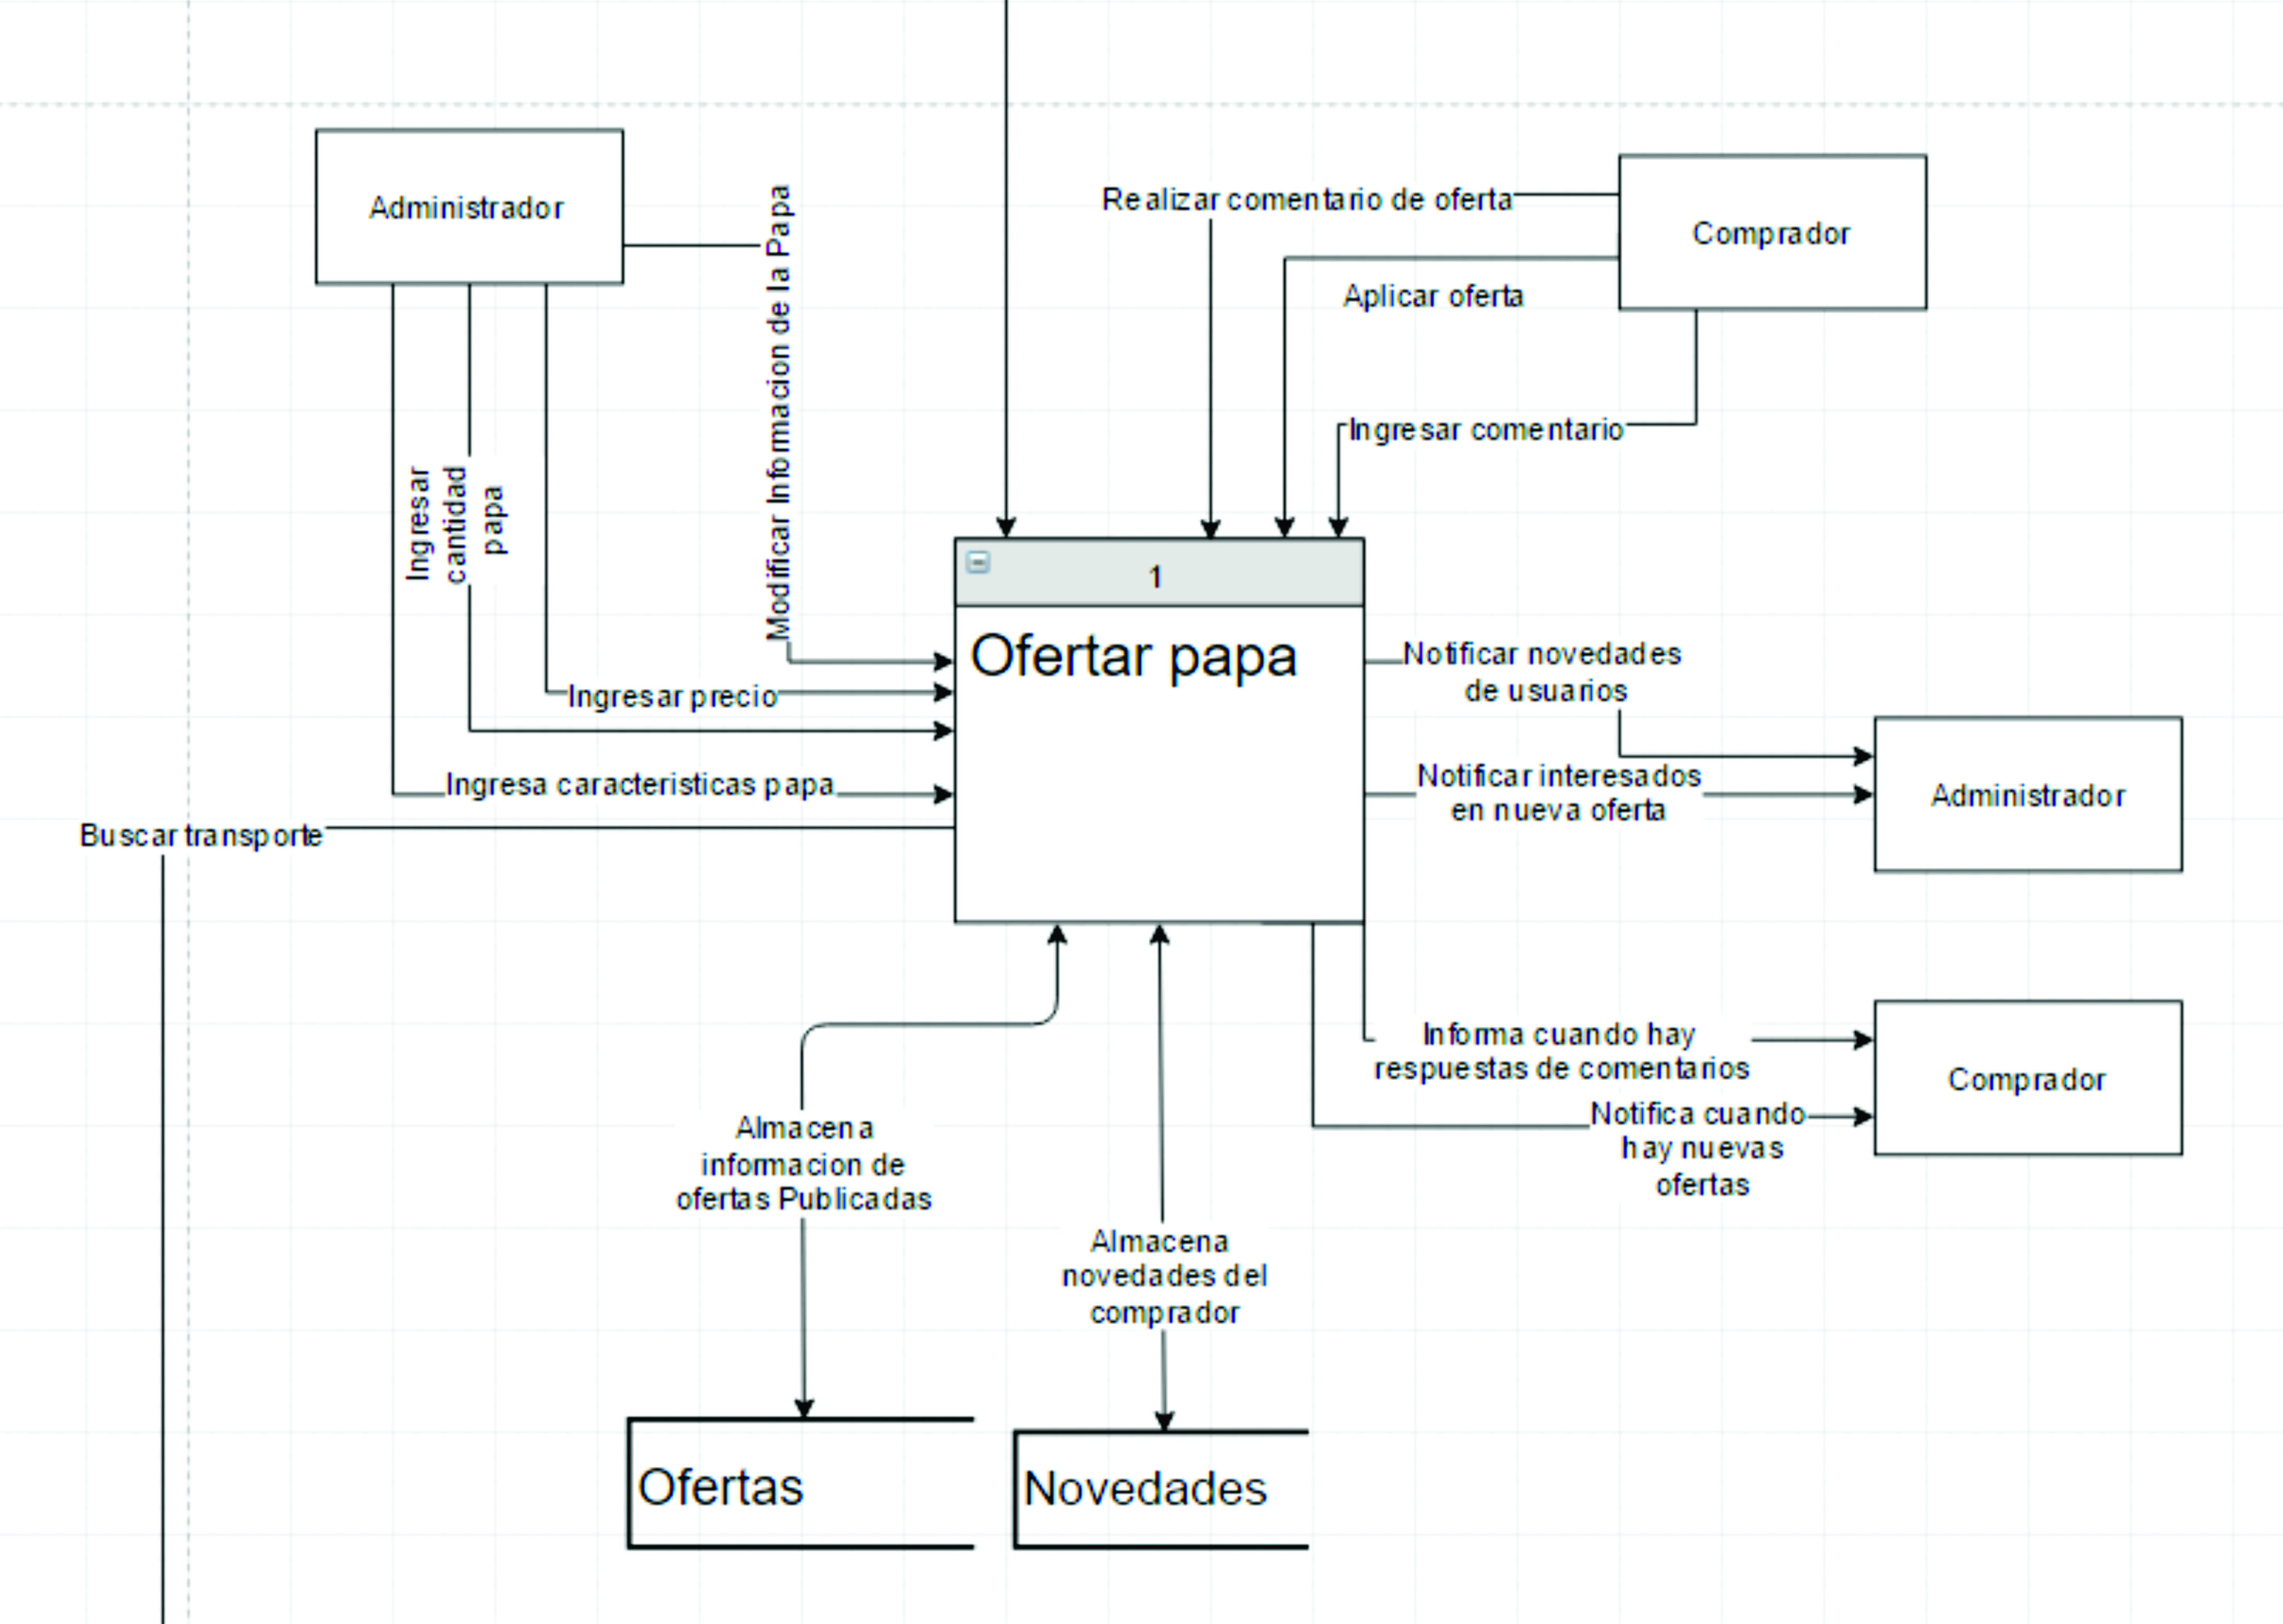 Administrador
Modificar Informacion de la Papa
Realizar comentario de oferta
Comprador
Aplicar oferta
Ingresar comentario
Ingresar
cantidad
papa
1
Ofertar papa
Ingresar precio
Ingresa caracteristicas papa
Buscar transporte
Notificar novedades
de usuarios
Notificar interesados
en nueva oferta
Administrador
Informa cuando hay
respuestas de comentarios
Comprador
Notifica cuando
hay nuevas
ofertas
Almacena
informacion de
ofertas Publicadas
Almacena
novedades del
comprador
Ofertas
Novedades